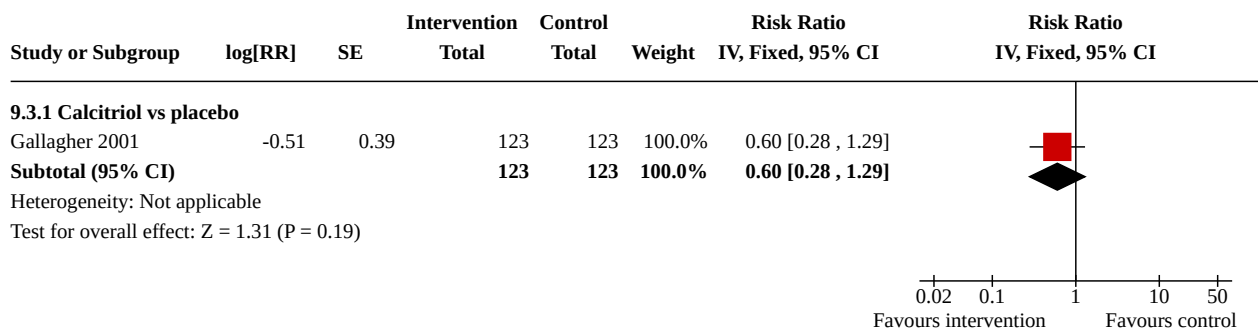 Intervention Control Risk Ratio Risk Ratio
Study or Subgroup log[RR] SE Total Total Weight IV, Fixed, 95% CI IV, Fixed, 95% CI
9.3.1 Calcitriol vs placebo
Gallagher 2001 -0.51 0.39 123 123 100.0% 0.60 [0.28 , 1.29]
Subtotal (95% CI) 123 123 100.0% 0.60 [0.28 , 1.29]
Heterogeneity: Not applicable
Test for overall effect: Z = 1.31 (P = 0.19)
0.02 0.1 1 10 50
Favours intervention Favours control